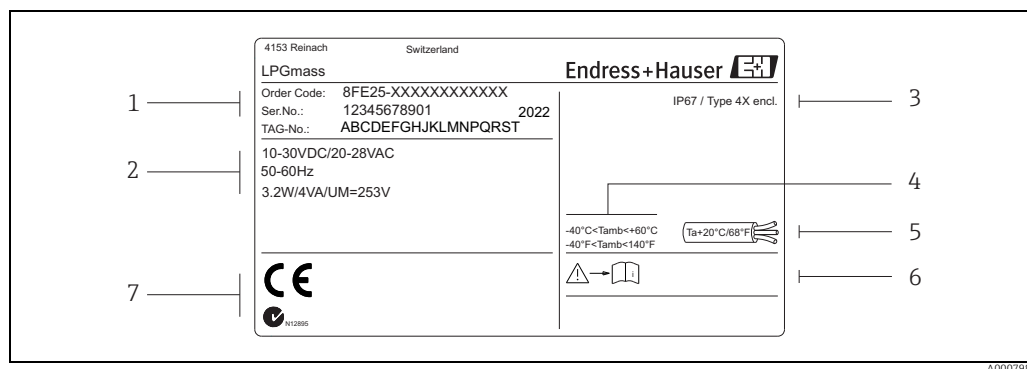 4153 Reinach Switzerland
LPGmass
Endress+Hauser
Order Code: 8FE25-XXXXXXXXXXXX
Ser.No.: 12345678901 2022
TAG-No.: ABCDEFGHJKLMNPQRST
IP67 / Type 4X encl.
10-30VDC/20-28VAC
50-60Hz
3.2W/4VA/UM=253V
-40°C<Tamb<+60°C
-40°F<Tamb<140°F
Ta+20°C/68°F
i
CE
N12895
1
2
3
4
5
6
7